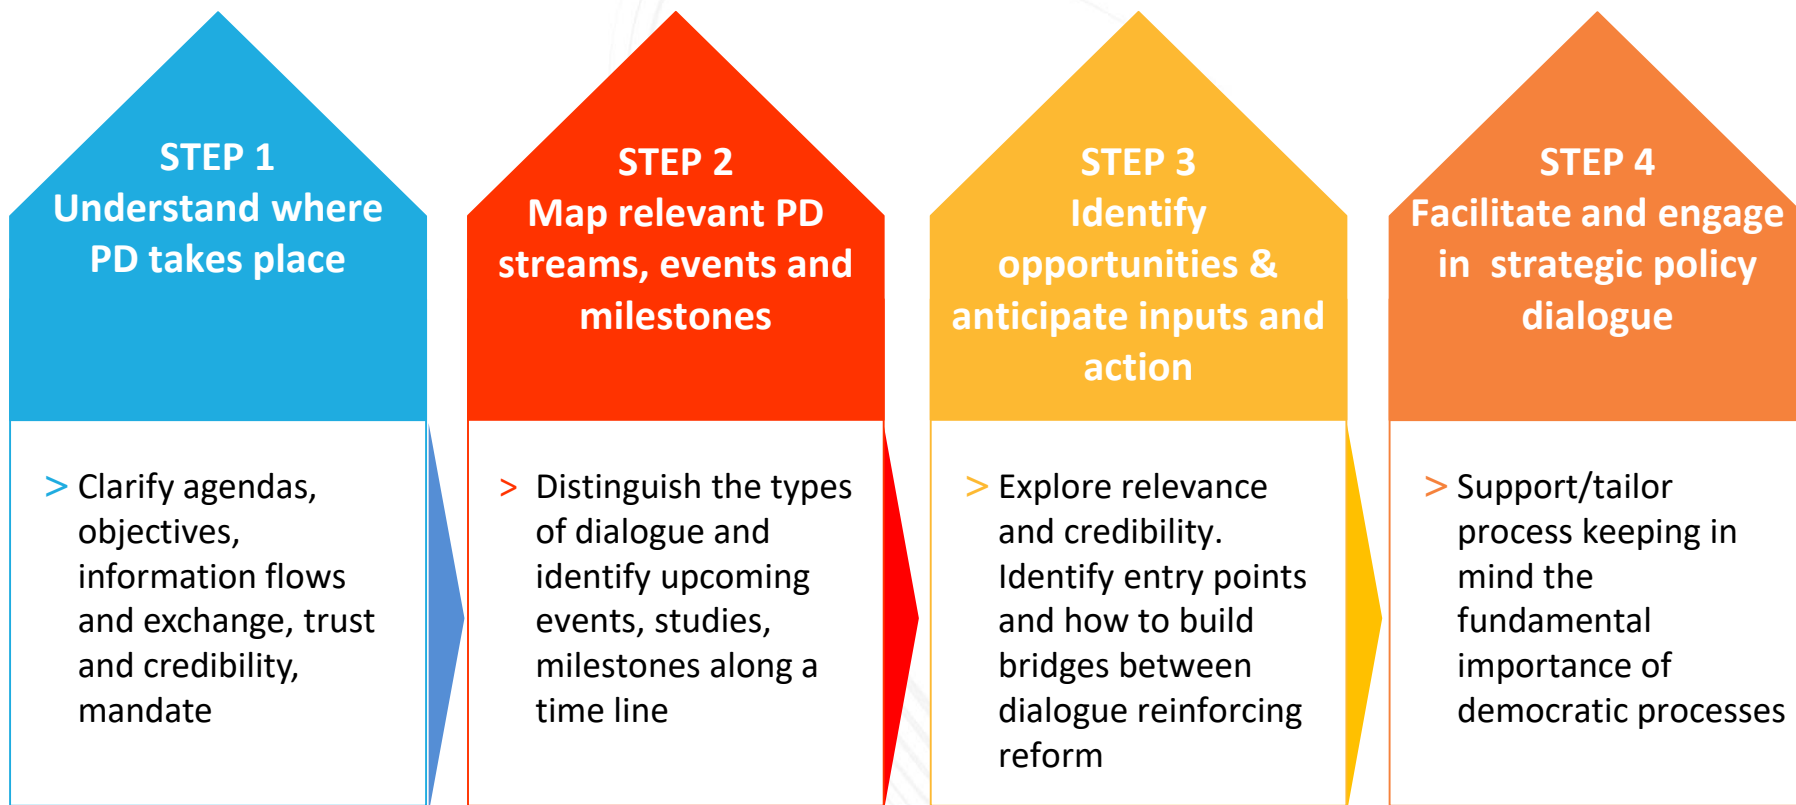 STEP 1
Understand where
PD takes place
> Clarify agendas,
objectives,
information flows
and exchange, trust
and credibility,
mandate
STEP 2
Map relevant PD
streams, events and
milestones
> Distinguish the types
of dialogue and
identify upcoming
events, studies,
milestones along a
time line
STEP 3
Identify
opportunities &
anticipate inputs and
action
> Explore relevance
and credibility.
Identify entry points
and how to build
bridges between
dialogue reinforcing
reform
STEP 4
Facilitate and engage
in  strategic policy
dialogue
> Support/tailor
process keeping in
mind the
fundamental
importance of
democratic processes